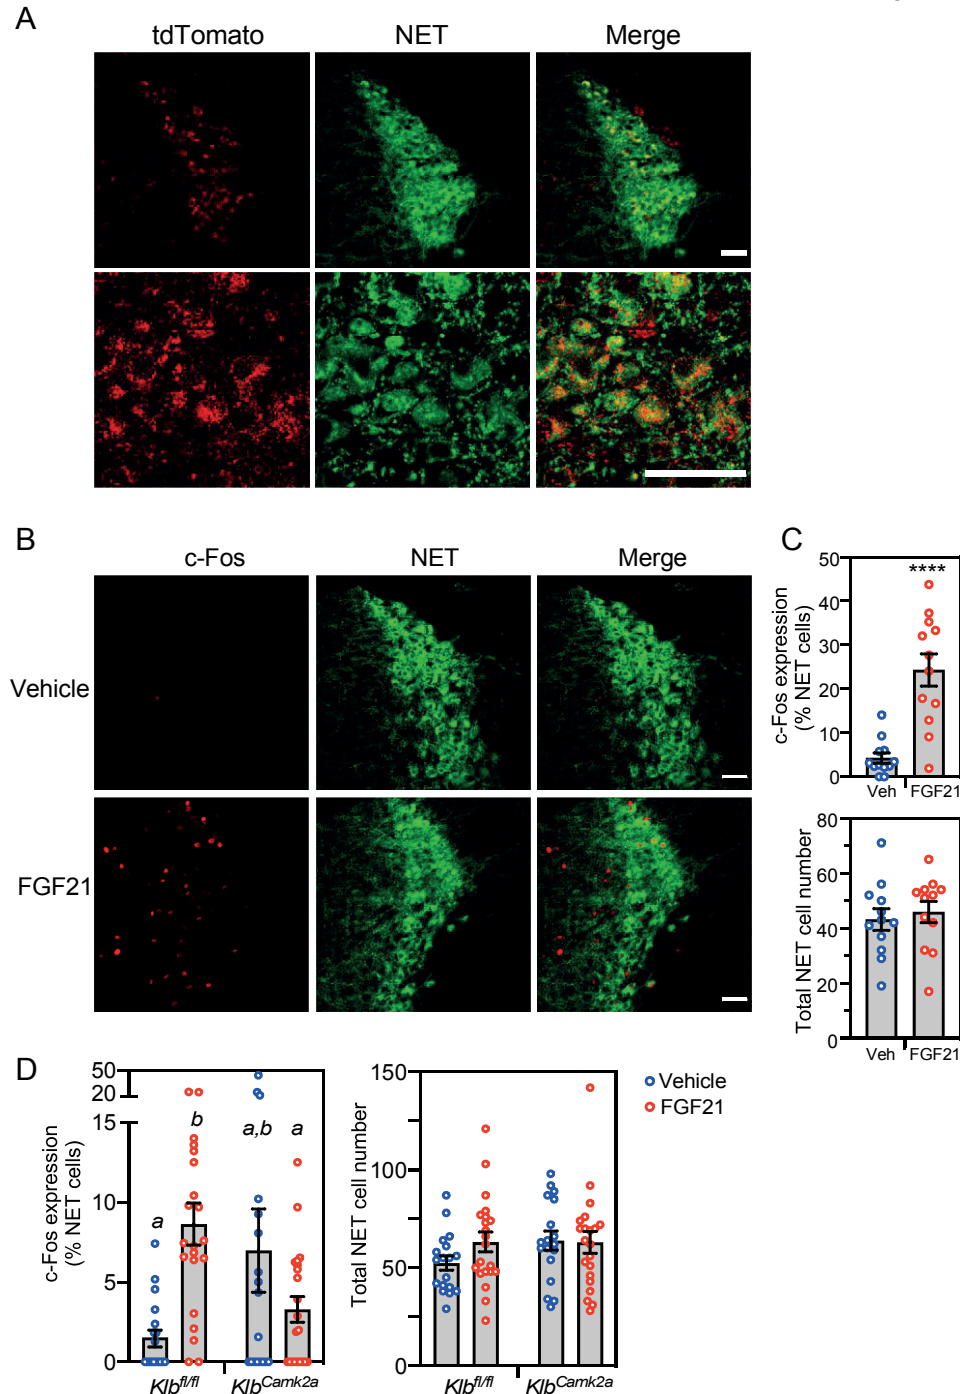 A
tdTomato NET Merge
B
c-Fos NET Merge
Vehicle
FGF21
C
c-Fos expression
(% NET cells)
50
40
30
20
10
0
****
Veh FGF21
Total NET cell number
80
60
40
20
0
Veh FGF21
D
c-Fos expression
(% NET cells)
50
20
15
10
5
0
a
b
a,b
a
Klbfl/fl KlbCamk2a
Total NET cell number
150
100
50
0
Klbfl/fl KlbCamk2a
Vehicle
FGF21